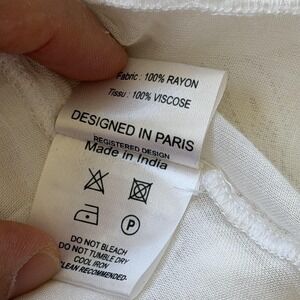 Fabric : 100% RAYON
Tissu : 100% VISCOSE
DESIGNED IN PARIS
REGISTERED DESIGN
Made in India
P
DO NOT BLEACH
DO NOT TUMBLE DRY
COOL IRON
CLEAN RECOMMENDED